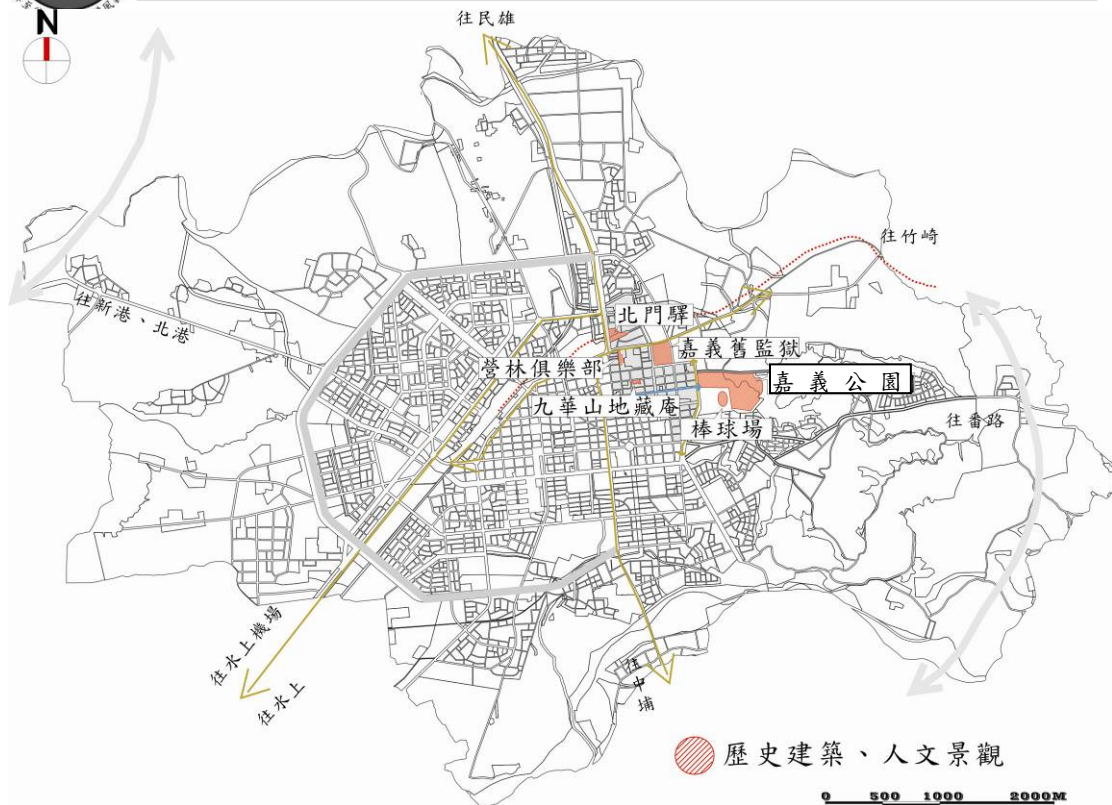 N
往民雄
往竹崎
往新港、北港
北門驛
嘉義舊監獄
營林俱樂部
嘉義公園
九華山地藏庵
棒球場
往番路
往水上機場
往水上
往中埔
歷史建築、人文景觀
0 500 1000 2000M